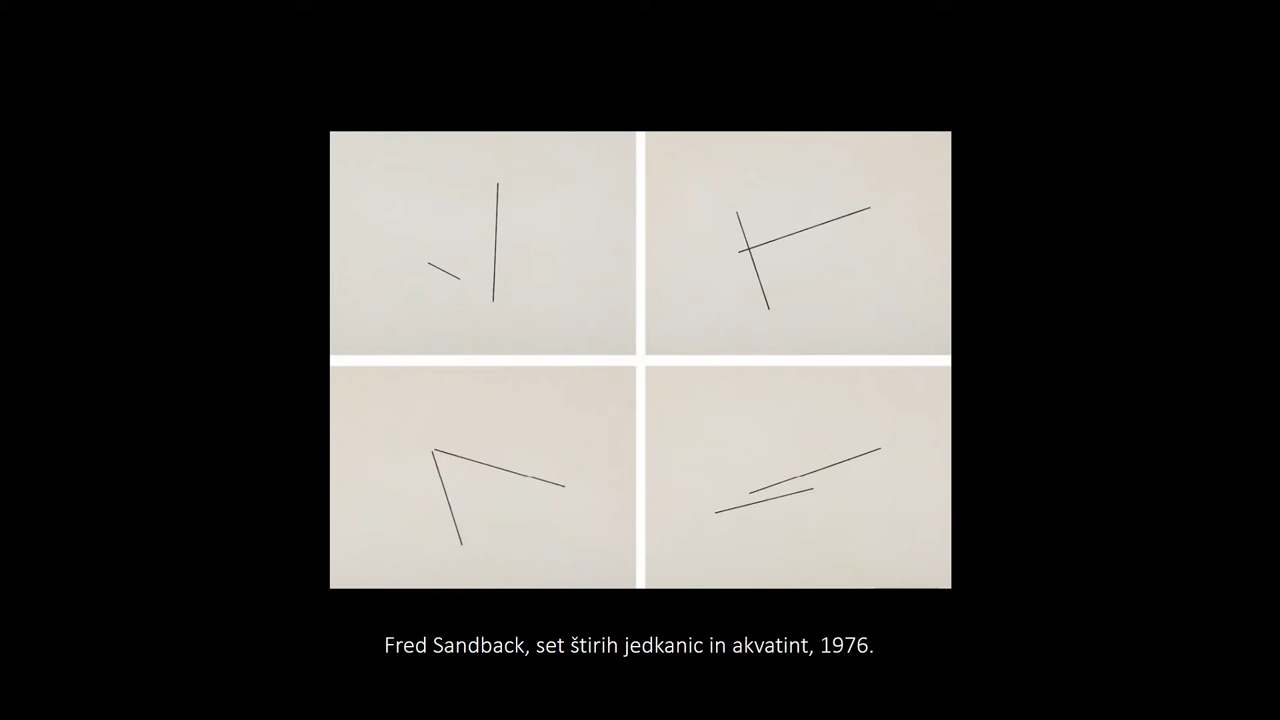 Fred Sandback, set štirih jedkanic in akvatint, 1976.